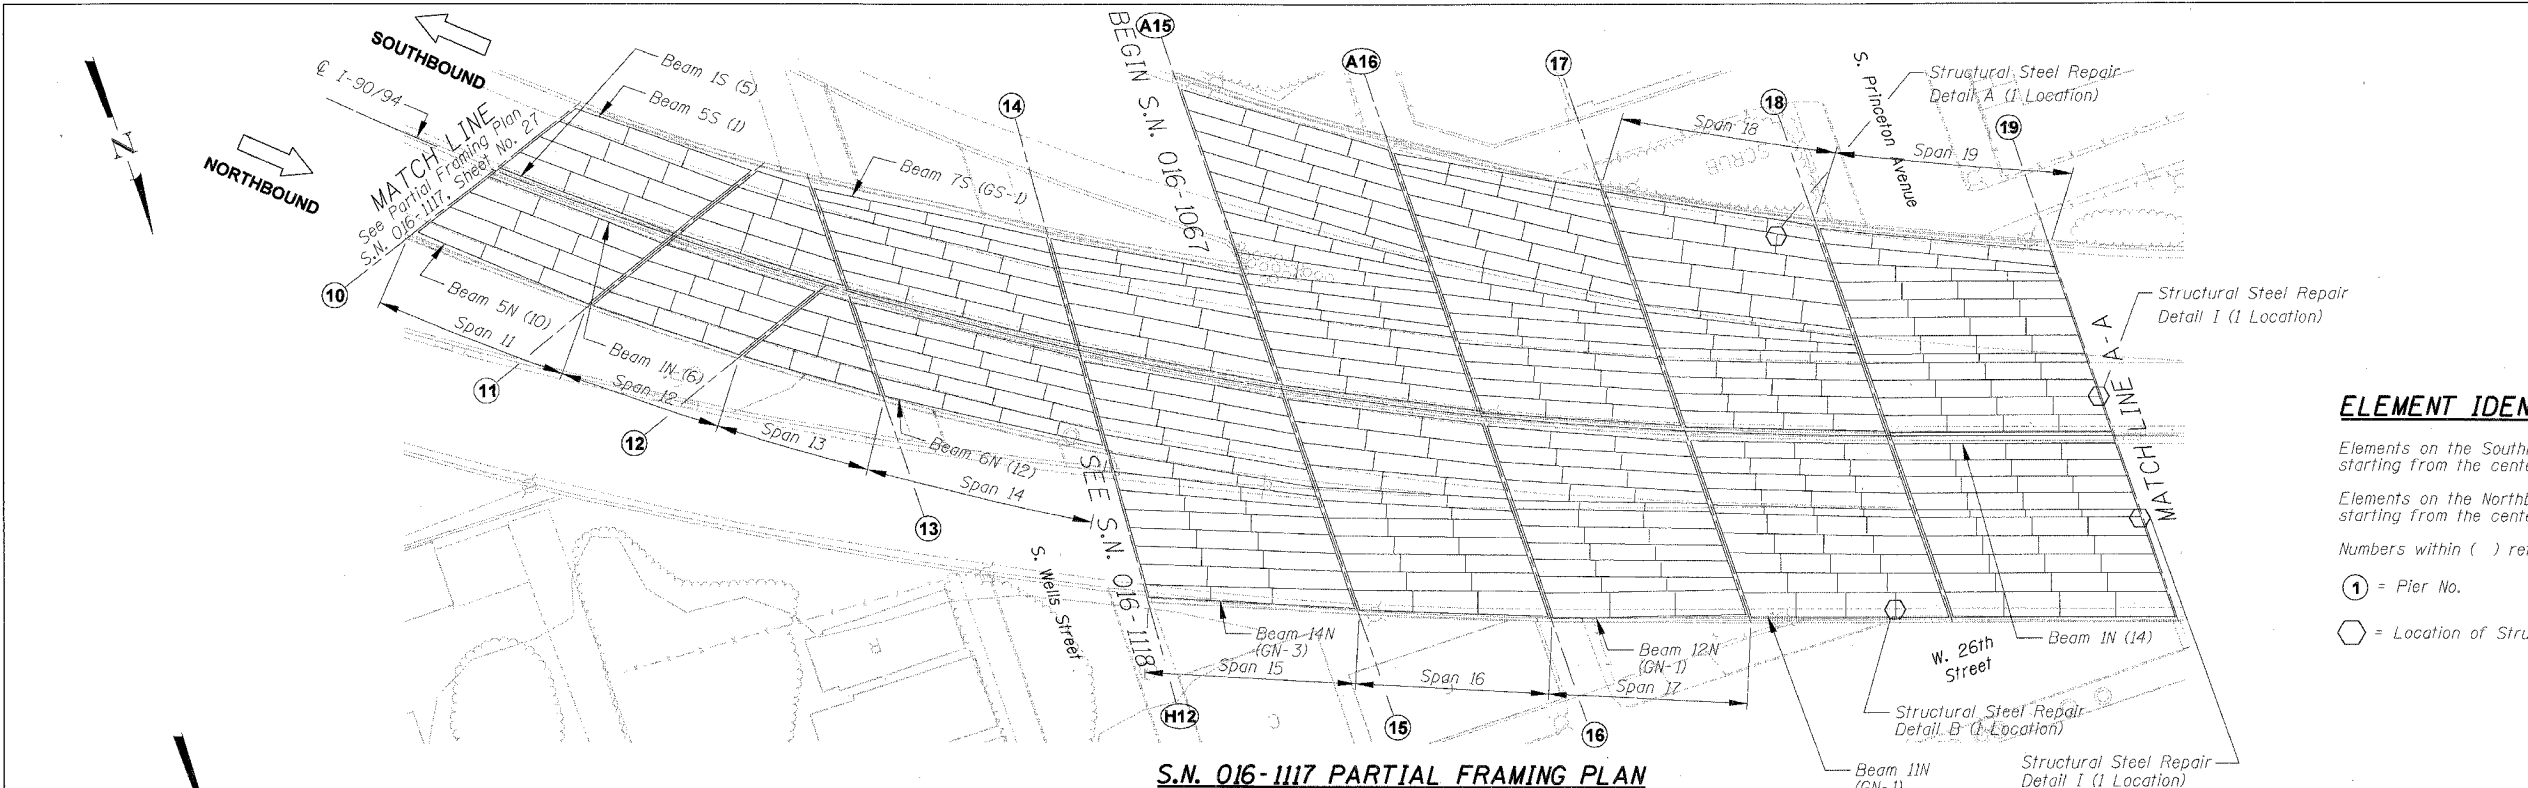 SOUTHBOUND
NORTHBOUND
N
℄ I-90/94
MATCH LINE
See Partial Framing Plan
S.N. 016-1117, Sheet No. 27
Beam 1S (5)
Beam 5S (1)
Beam 7S (GS-1)
14
BEGIN S.N. 016-1067
A15
A16
17
18
19
Span 18
Span 19
SCRUB
S. Princeton Avenue
Structural Steel Repair
Detail A (1 Location)
Structural Steel Repair
Detail I (1 Location)
MATCH LINE A-A
10
Beam 5N (10)
Span 11
11
Beam 1N (6)
Span 12
12
Span 13
Beam 6N (12)
Span 14
13
SEE S.N. 016-1118
S. Wells Street
R
H12
Beam 14N
(GN-3)
Span 15
15
Span 16
16
Beam 12N
(GN-1)
Span 17
W. 26th
Street
Beam 1N (14)
Structural Steel Repair
Detail B (1 Location)
Beam 11N
(GN-1)
Structural Steel Repair
Detail I (1 Location)
ELEMENT IDEN
Elements on the South
starting from the cente
Elements on the Northb
starting from the cente
Numbers within ( ) re
1 = Pier No.
= Location of Stru
S.N. 016-1117 PARTIAL FRAMING PLAN